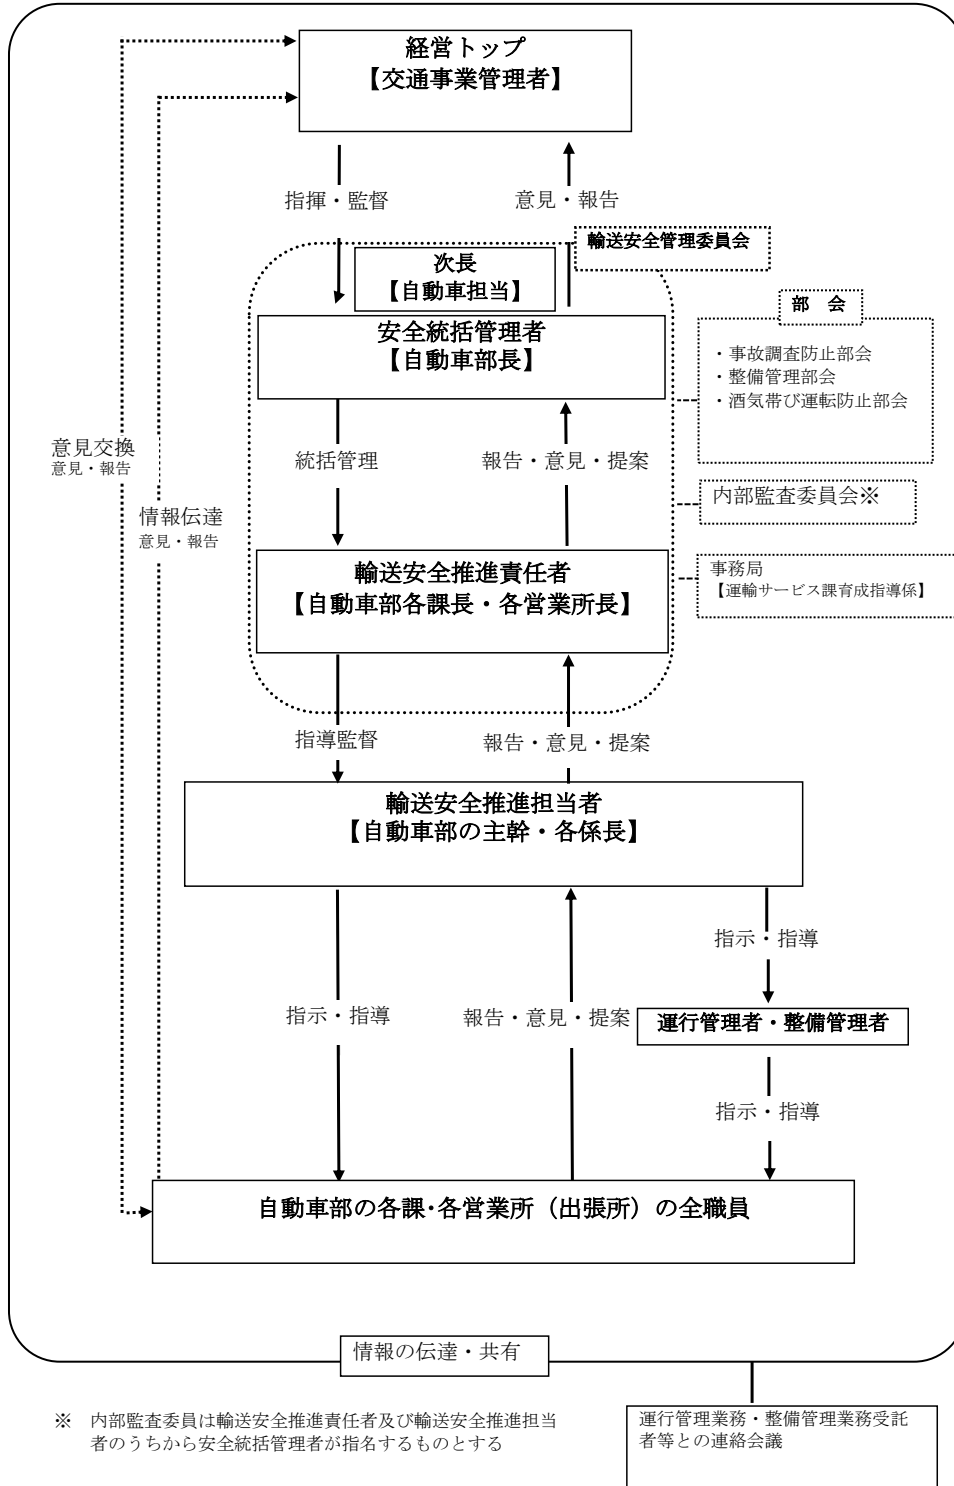 経営トップ
【交通事業管理者】
指揮・監督
意見・報告
輸送安全管理委員会
次長
【自動車担当】
部　会
安全統括管理者
【自動車部長】
・事故調査防止部会
・整備管理部会
・酒気帯び運転防止部会
意見交換
意見・報告
統括管理
報告・意見・提案
内部監査委員会※
情報伝達
意見・報告
輸送安全推進責任者
【自動車部各課長・各営業所長】
事務局
【運輸サービス課育成指導係】
指導監督
報告・意見・提案
輸送安全推進担当者
【自動車部の主幹・各係長】
指示・指導
指示・指導
報告・意見・提案
運行管理者・整備管理者
指示・指導
自動車部の各課・各営業所（出張所）の全職員
情報の伝達・共有
※　内部監査委員は輸送安全推進責任者及び輸送安全推進担当
者のうちから安全統括管理者が指名するものとする
運行管理業務・整備管理業務受託
者等との連絡会議